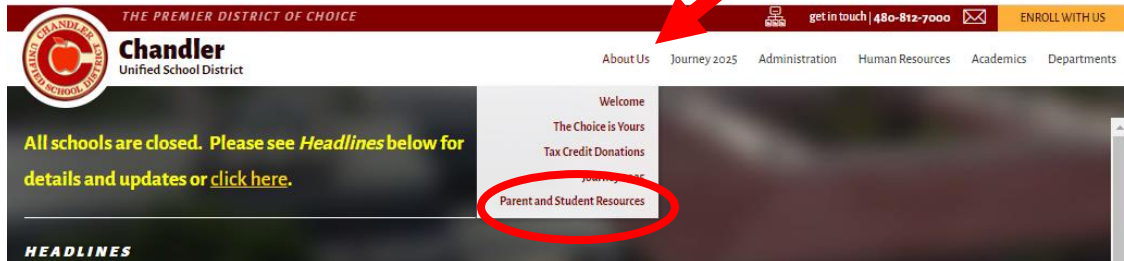 THE PREMIER DISTRICT OF CHOICE
get in touch | 480-812-7000
ENROLL WITH US
CHANDLER
UNIFIED SCHOOL DISTRICT
Chandler
Unified School District
About Us Journey 2025 Administration Human Resources Academics Departments
Welcome
The Choice is Yours
Tax Credit Donations
Journey 2025
Parent and Student Resources
All schools are closed. Please see Headlines below for
details and updates or click here.
HEADLINES